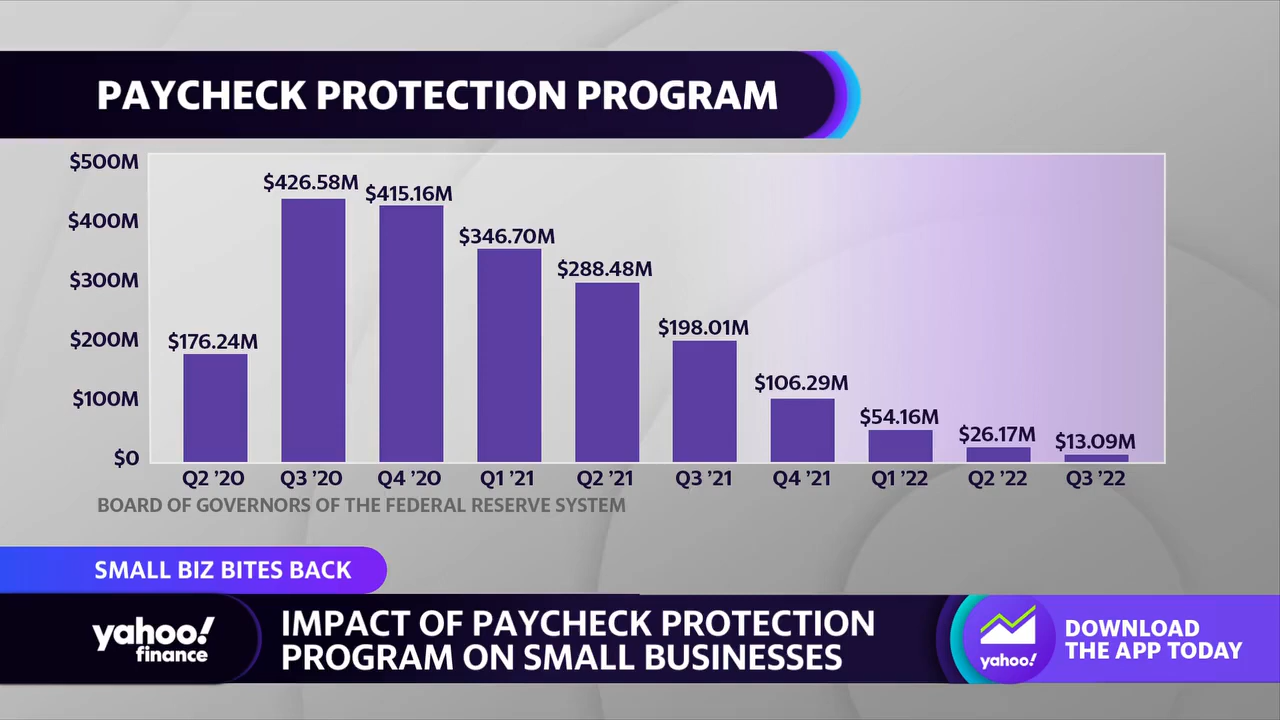 PAYCHECK PROTECTION PROGRAM
$500M
$400M
$300M
$200M
$100M
$0
$176.24M
$426.58M
$415.16M
$346.70M
$288.48M
$198.01M
$106.29M
$54.16M
$26.17M
$13.09M
Q2 ’20 Q3 ’20 Q4 ’20 Q1 ’21 Q2 ’21 Q3 ’21 Q4 ’21 Q1 ’22 Q2 ’22 Q3 ’22
BOARD OF GOVERNORS OF THE FEDERAL RESERVE SYSTEM
SMALL BIZ BITES BACK
yahoo!
finance
IMPACT OF PAYCHECK PROTECTION
PROGRAM ON SMALL BUSINESSES
yahoo!
DOWNLOAD
THE APP TODAY